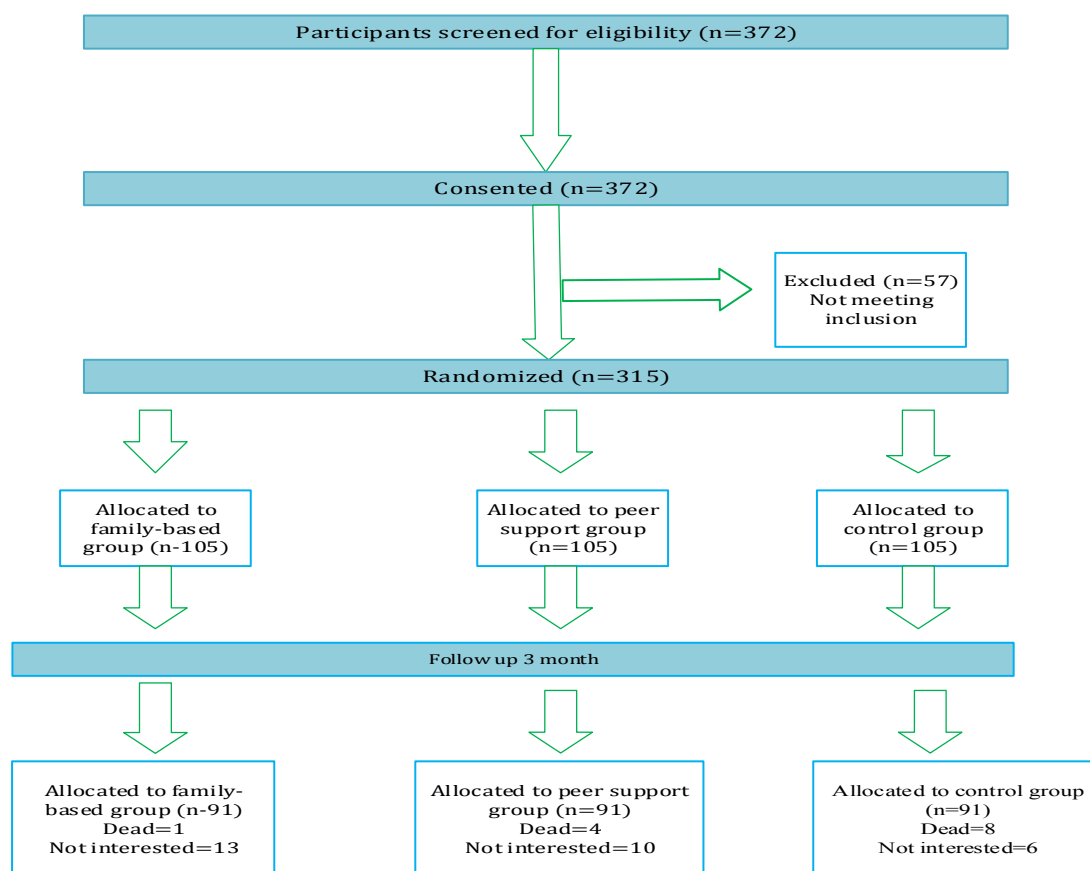 Participants screened for eligibility (n=372)
Consented (n=372)
Excluded (n=57)
Not meeting
inclusion
Randomized (n=315)
Allocated to
family-based
group (n-105)
Allocated to peer
support group
(n=105)
Allocated to
control group
(n=105)
Follow up 3 month
Allocated to family-
based group (n-91)
Dead=1
Not interested=13
Allocated to peer support
group (n=91)
Dead=4
Not interested=10
Allocated to control group
(n=91)
Dead=8
Not interested=6